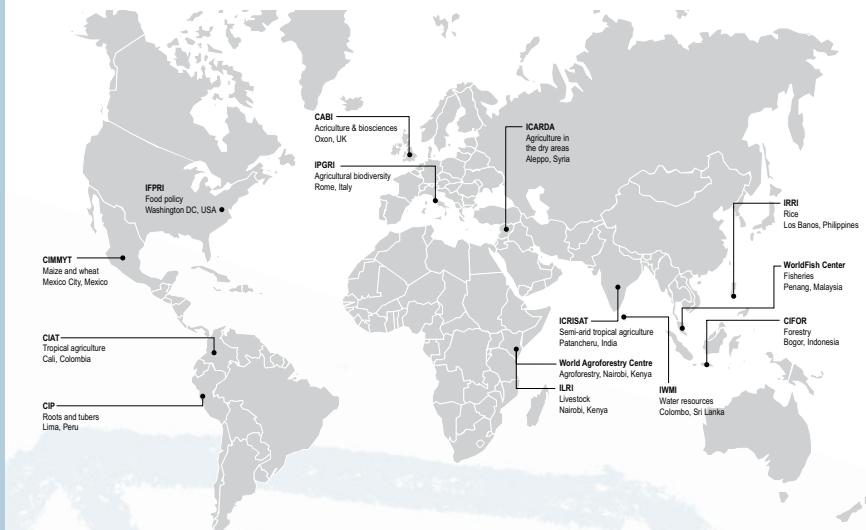 CABI
Acriculture & biosciences
Oxon, UK
ICARDA
Agriculture in
the dry areas
Aleppo, Syria
IPGRI
Agricultural biodiversity
Rome, Italy
IFPRI
Food policy
Washington DC, USA
IRRI
Rice
Los Banos, Philippines
CIMMYT
Maize and wheat
Mexico City, Mexico
WorldFish Center
Fisheries
Penang, Malaysia
ICRISAT
Semi-arid tropical agriculture
Patancheru, India
CIFOR
Forestry
Bogor, Indonesia
CIAT
Tropical agriculture
Cali, Colombia
World Agroforestry Centre
Agroforestry, Nairobi, Kenya
ILRI
Livestock
Nairobi, Kenya
IWMI
Water resources
Colombo, Sri Lanka
CIP
Roots and tubers
Lima, Peru